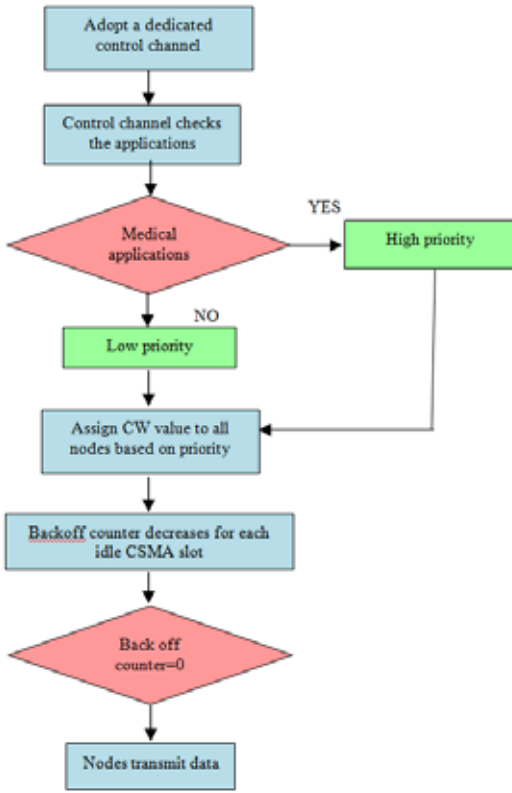 Adopt a dedicated
control channel
Control channel checks
the applications
Medical
applications
YES
High priority
NO
Low priority
Assign CW value to all
nodes based on priority
Backoff counter decreases for each
idle CSMA slot
Back off
counter=0
Nodes transmit data